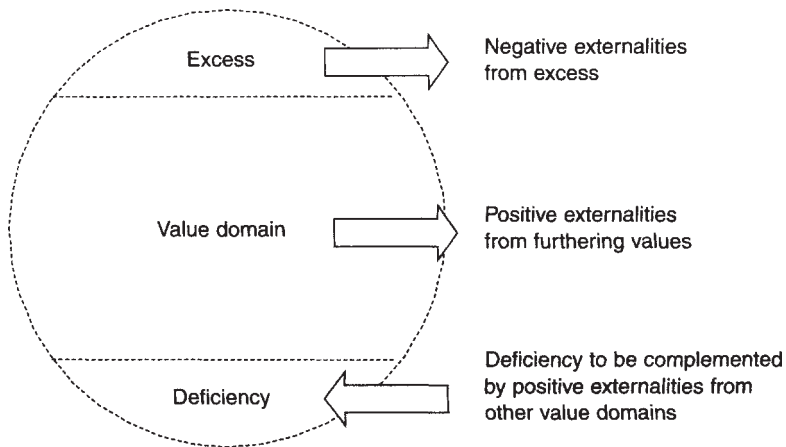 Excess
Negative externalities
from excess
Value domain
Positive externalities
from furthering values
Deficiency
Deficiency to be complemented
by positive externalities from
other value domains